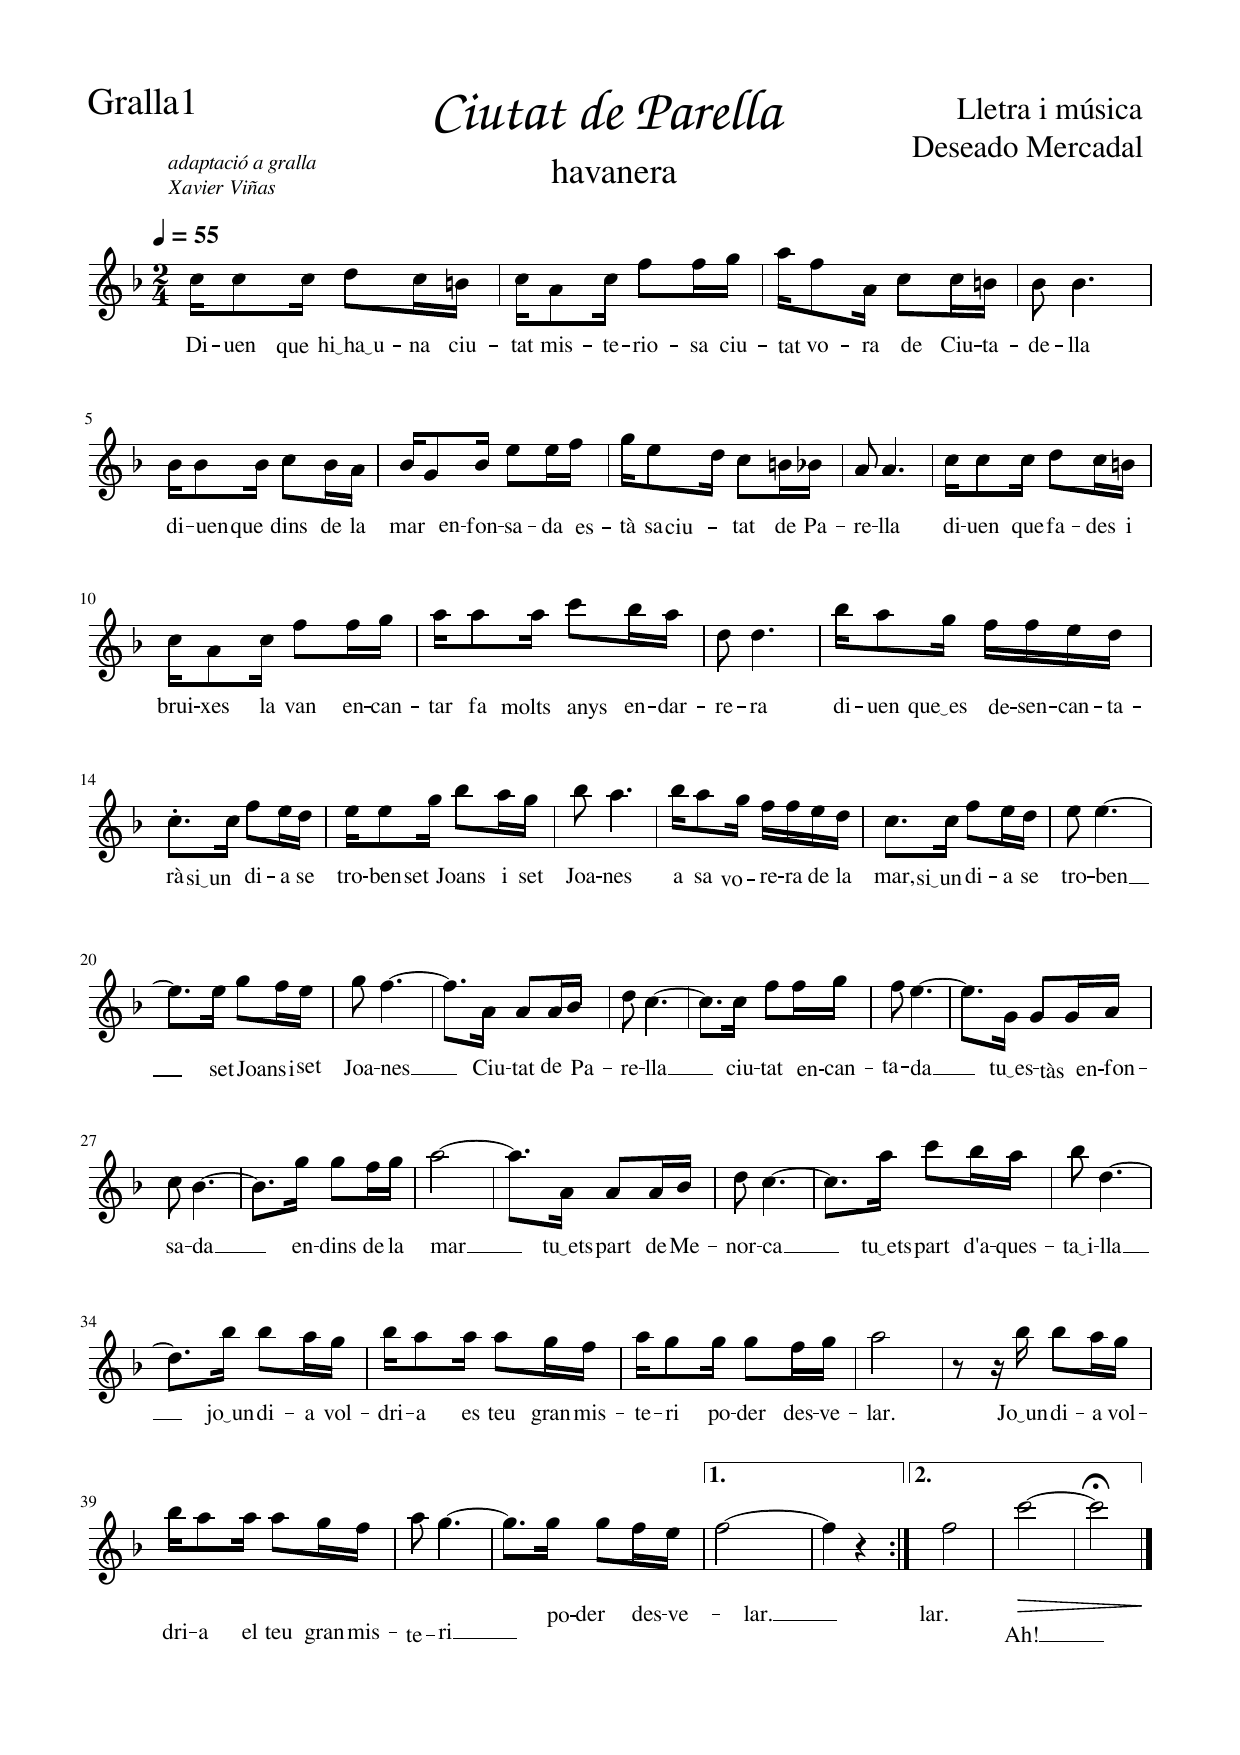 Gralla1
Ciutat de Parella
Lletra i música
Deseado Mercadal
adaptació a gralla
Xavier Viñas
havanera
= 55
Di - uen que hi‿ha‿u - na ciu - tat mis - te - rio - sa ciu - tat vo - ra de Ciu - ta - de - lla
5
di - uen que dins de la mar en - fon - sa - da es - tà sa ciu - tat de Pa - re - lla di - uen que fa - des i
10
brui - xes la van en - can - tar fa molts anys en - dar - re - ra di - uen que‿es de - sen - can - ta -
14
rà si‿un di - a se tro - ben set Joans i set Joa - nes a sa vo - re - ra de la mar, si‿un di - a se tro - ben
20
set Joans i set Joa - nes Ciu - tat de Pa - re - lla ciu - tat en - can - ta - da tu‿es - tàs en - fon -
27
sa - da en - dins de la mar tu‿ets part de Me - nor - ca tu‿ets part d'a - ques - ta‿i - lla
34
jo‿un di - a vol - dri - a es teu gran mis - te - ri po - der des - ve - lar. Jo‿un di - a vol -
1. 2.
39
dri - a el teu gran mis - te - ri po - der des - ve - lar. lar. Ah!